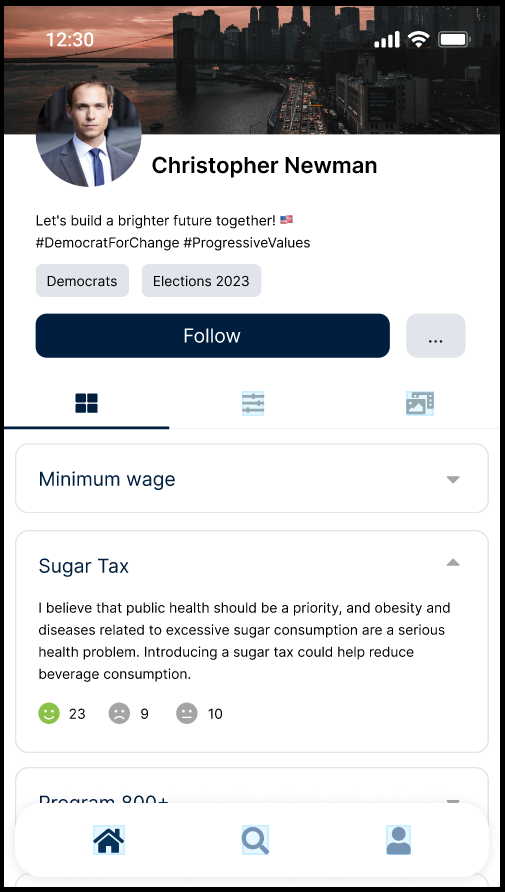 12:30
Christopher Newman
Let's build a brighter future together! 🇺🇸
#DemocratForChange #ProgressiveValues
Democrats
Elections 2023
Follow
...
Minimum wage
Sugar Tax
I believe that public health should be a priority, and obesity and
diseases related to excessive sugar consumption are a serious
health problem. Introducing a sugar tax could help reduce
beverage consumption.
23
9
10
Program 800+